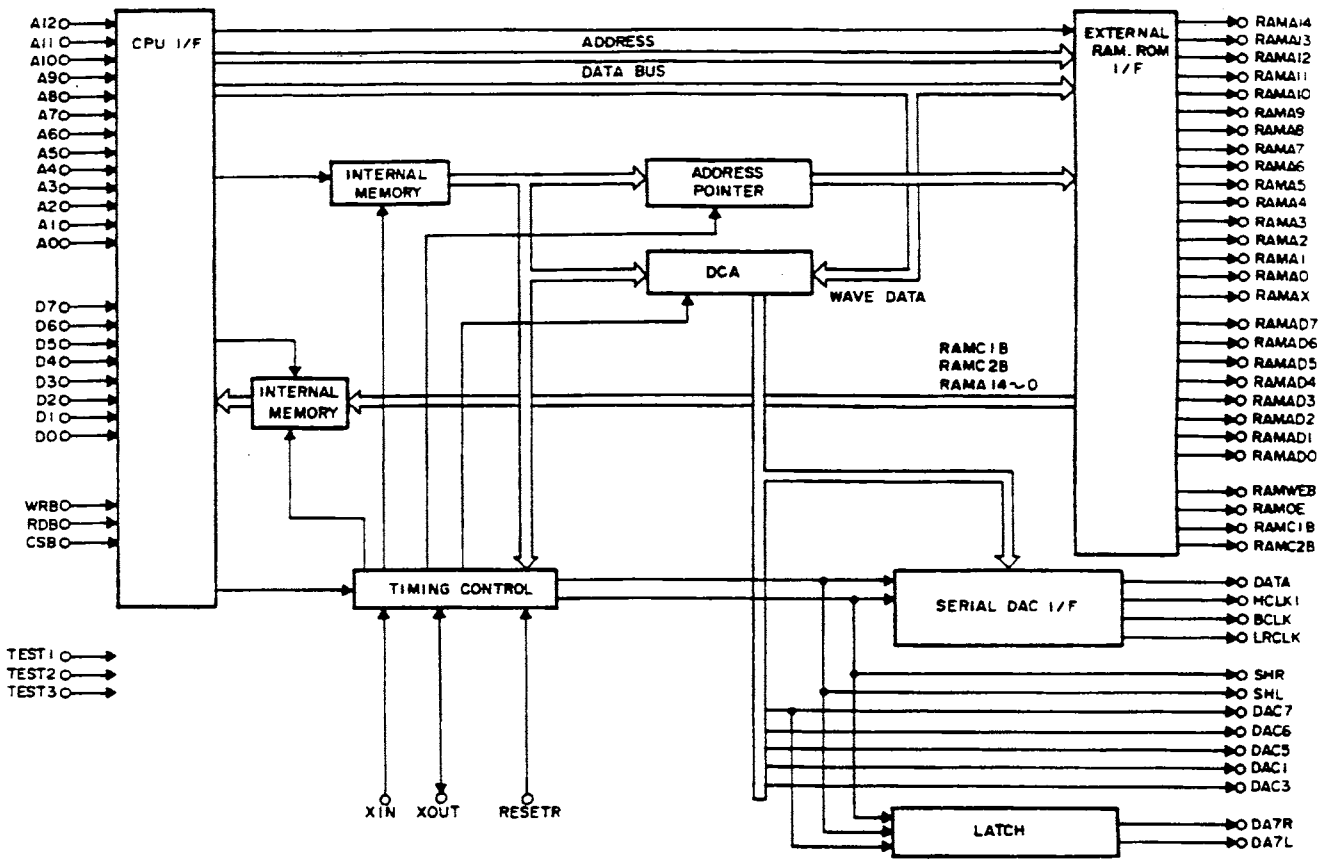 A12
A11
A10
A9
A8
A7
A6
A5
A4
A3
A2
A1
A0
D7
D6
D5
D4
D3
D2
D1
D0
WRB
RDB
CSB
TEST1
TEST2
TEST3
CPU I/F
ADDRESS
DATA BUS
INTERNAL
MEMORY
ADDRESS
POINTER
DCA
WAVE DATA
INTERNAL
MEMORY
RAMC1B
RAMC2B
RAMA14~0
TIMING CONTROL
SERIAL DAC I/F
LATCH
XIN
XOUT
RESETR
EXTERNAL
RAM. ROM
I/F
RAMA14
RAMA13
RAMA12
RAMA11
RAMA10
RAMA9
RAMA8
RAMA7
RAMA6
RAMA5
RAMA4
RAMA3
RAMA2
RAMA1
RAMA0
RAMAX
RAMAD7
RAMAD6
RAMAD5
RAMAD4
RAMAD3
RAMAD2
RAMAD1
RAMAD0
RAMWEB
RAMOE
RAMC1B
RAMC2B
DATA
HCLK1
BCLK
LRCLK
SHR
SHL
DAC7
DAC6
DAC5
DAC1
DAC3
DA7R
DA7L